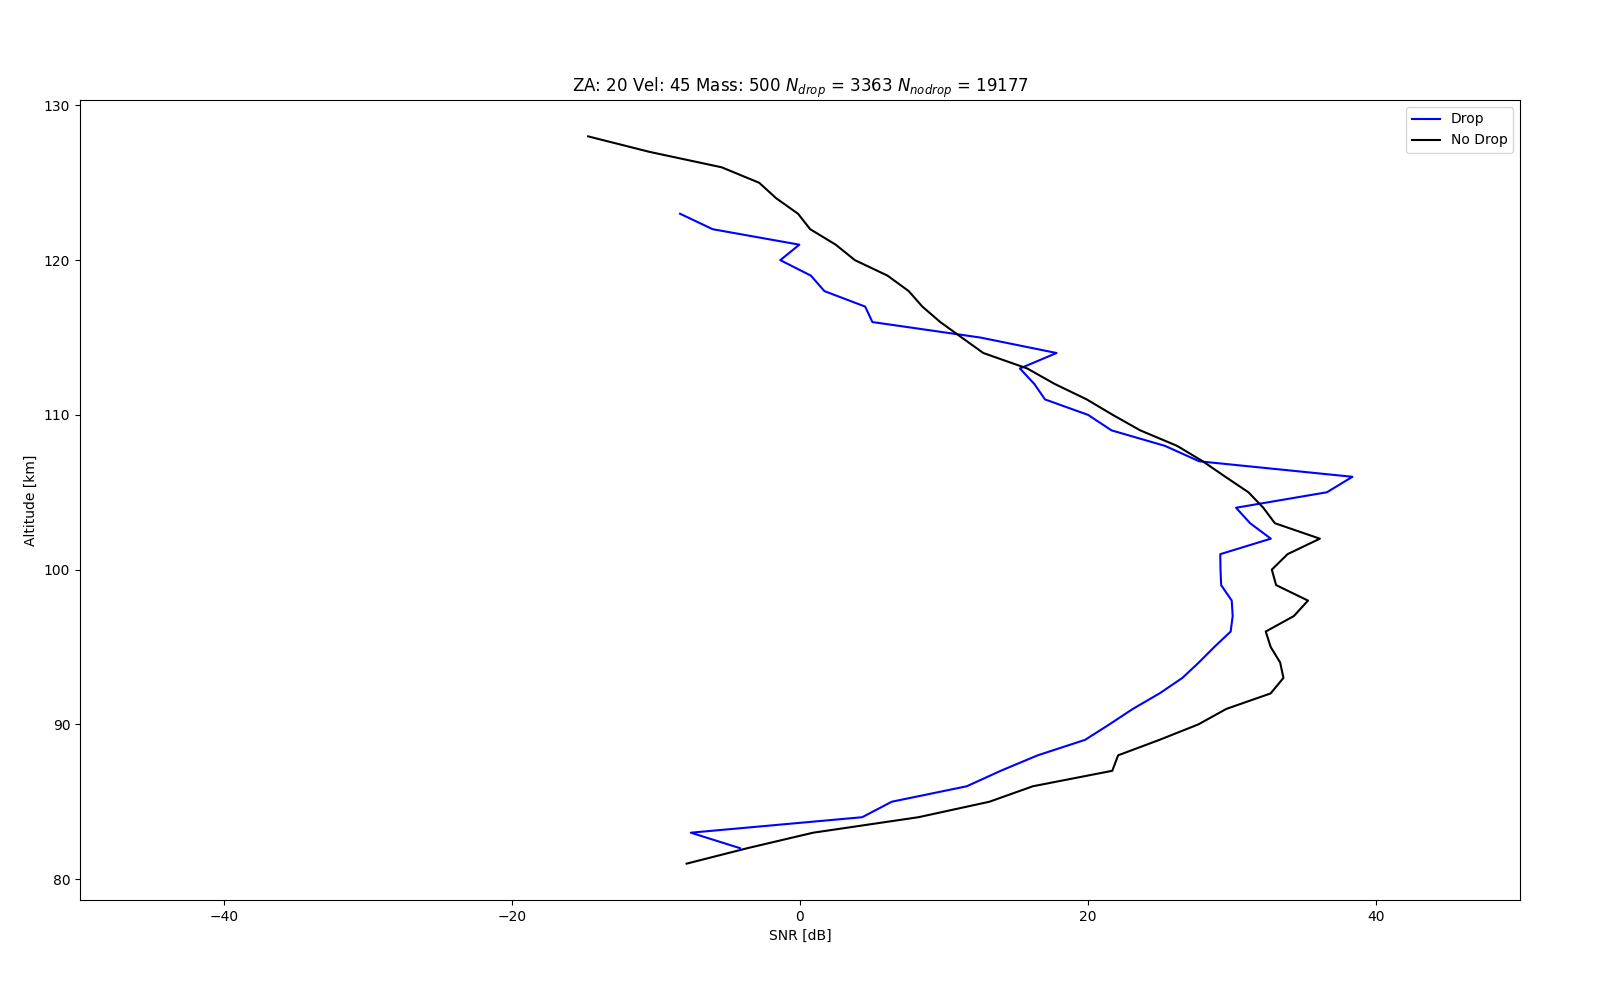 ZA: 20 Vel: 45 Mass: 500 N_drop = 3363 N_nodrop = 19177
Drop
No Drop
130
120
110
100
90
80
Altitude [km]
−40
−20
0
20
40
SNR [dB]